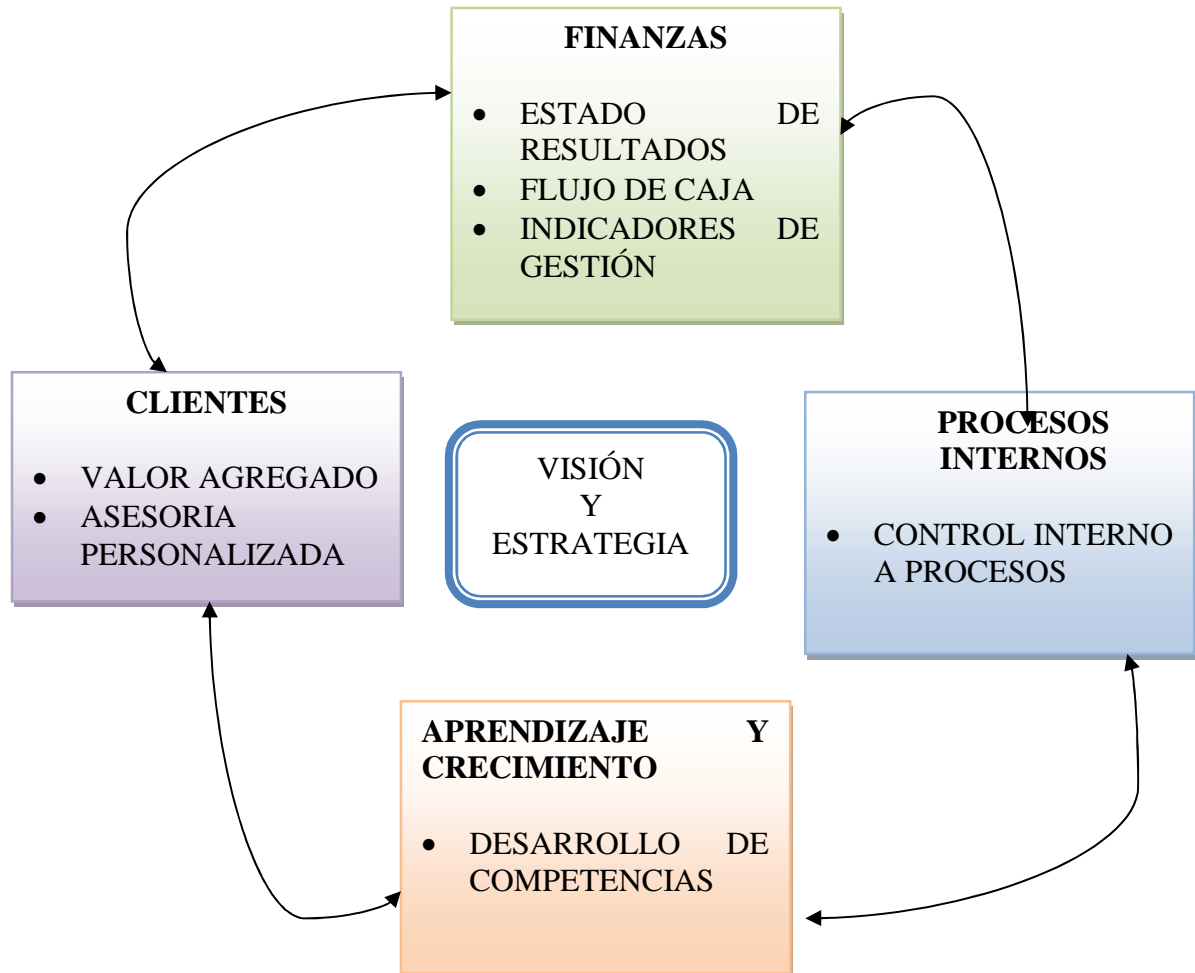 FINANZAS
• ESTADO DE
RESULTADOS
• FLUJO DE CAJA
• INDICADORES DE
GESTIÓN
CLIENTES
• VALOR AGREGADO
• ASESORIA
PERSONALIZADA
VISIÓN
Y
ESTRATEGIA
PROCESOS
INTERNOS
• CONTROL INTERNO
A PROCESOS
APRENDIZAJE Y
CRECIMIENTO
• DESARROLLO DE
COMPETENCIAS